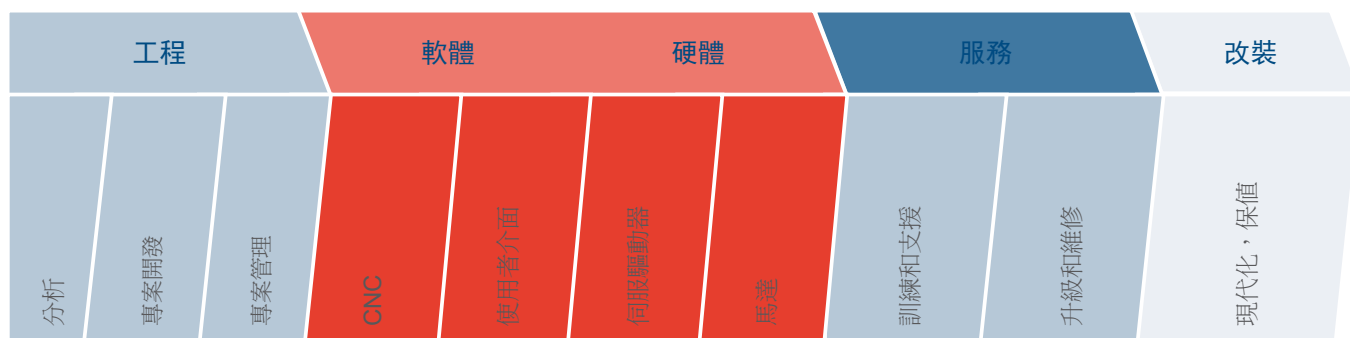 工程
軟體
硬體
服務
改裝
分析
專案開發
專案管理
CNC
使用者介面
伺服驅動器
馬達
訓練和支援
升級和維修
現代化，保值